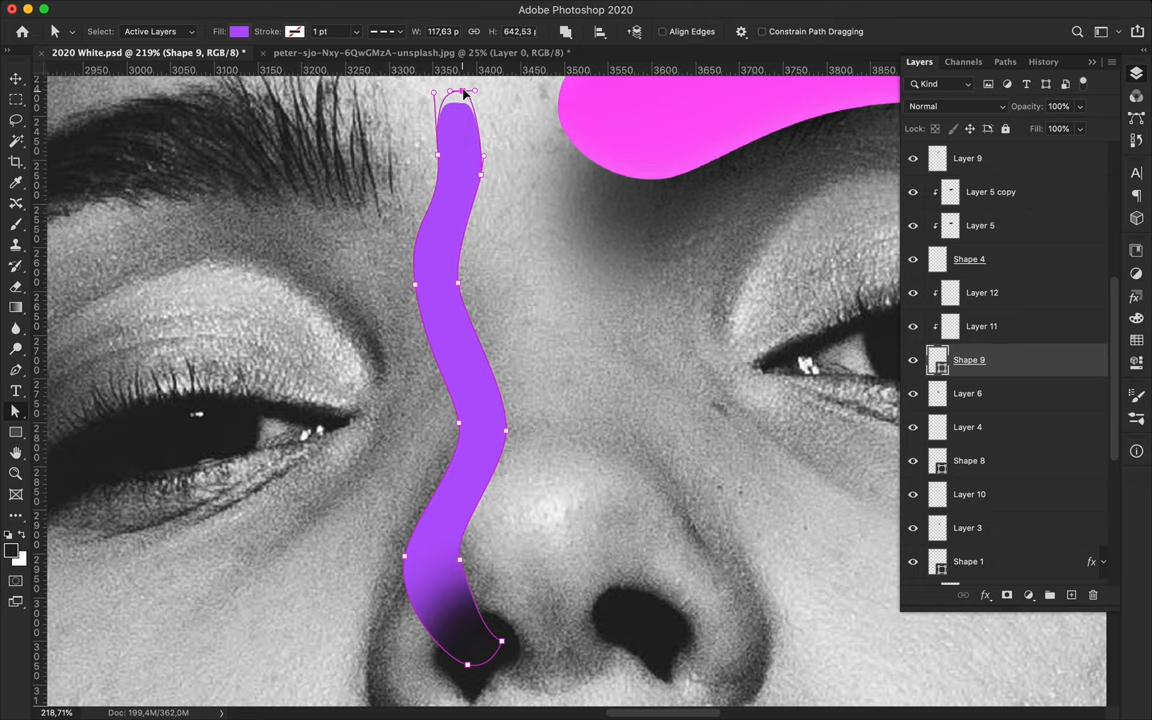 Adobe Photoshop 2020
Select: Active Layers Fill: Stroke: 1 pt W: 117,63 p H: 642,53 p Align Edges Constrain Path Dragging
2020 White.psd @ 219% (Shape 9, RGB/8) * peter-sjo-Nxy-6QwGMzA-unsplash.jpg @ 25% (Layer 0, RGB/8*) *
2950 3000 3050 3100 3150 3200 3250 3300 3350 3400 3450 3500 3550 3600 3650 3700 3750 3800 3850
Layers Channels Paths History
Kind
Normal Opacity: 100%
Lock: Fill: 100%
Layer 9
Layer 5 copy
Layer 5
Shape 4
Layer 12
Layer 11
Shape 9
Layer 6
Layer 4
Shape 8
Layer 10
Layer 3
Shape 1 fx
218,71% Doc: 199,4M/362,0M